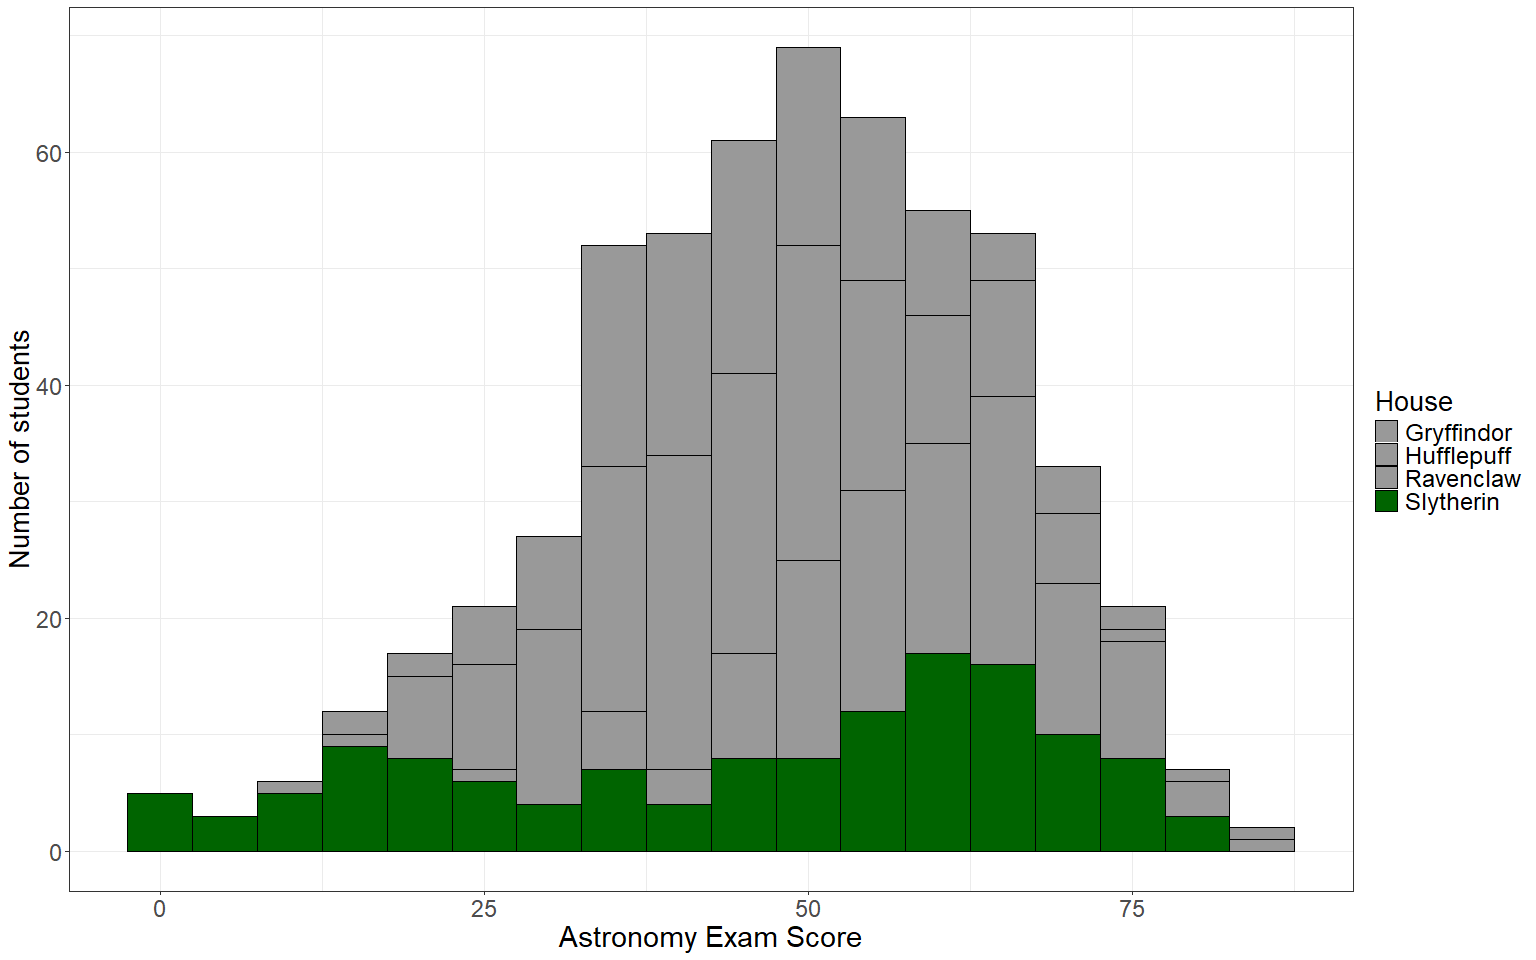 Number of students
60
40
20
0
0 25 50 75
Astronomy Exam Score
House
Gryffindor
Hufflepuff
Ravenclaw
Slytherin